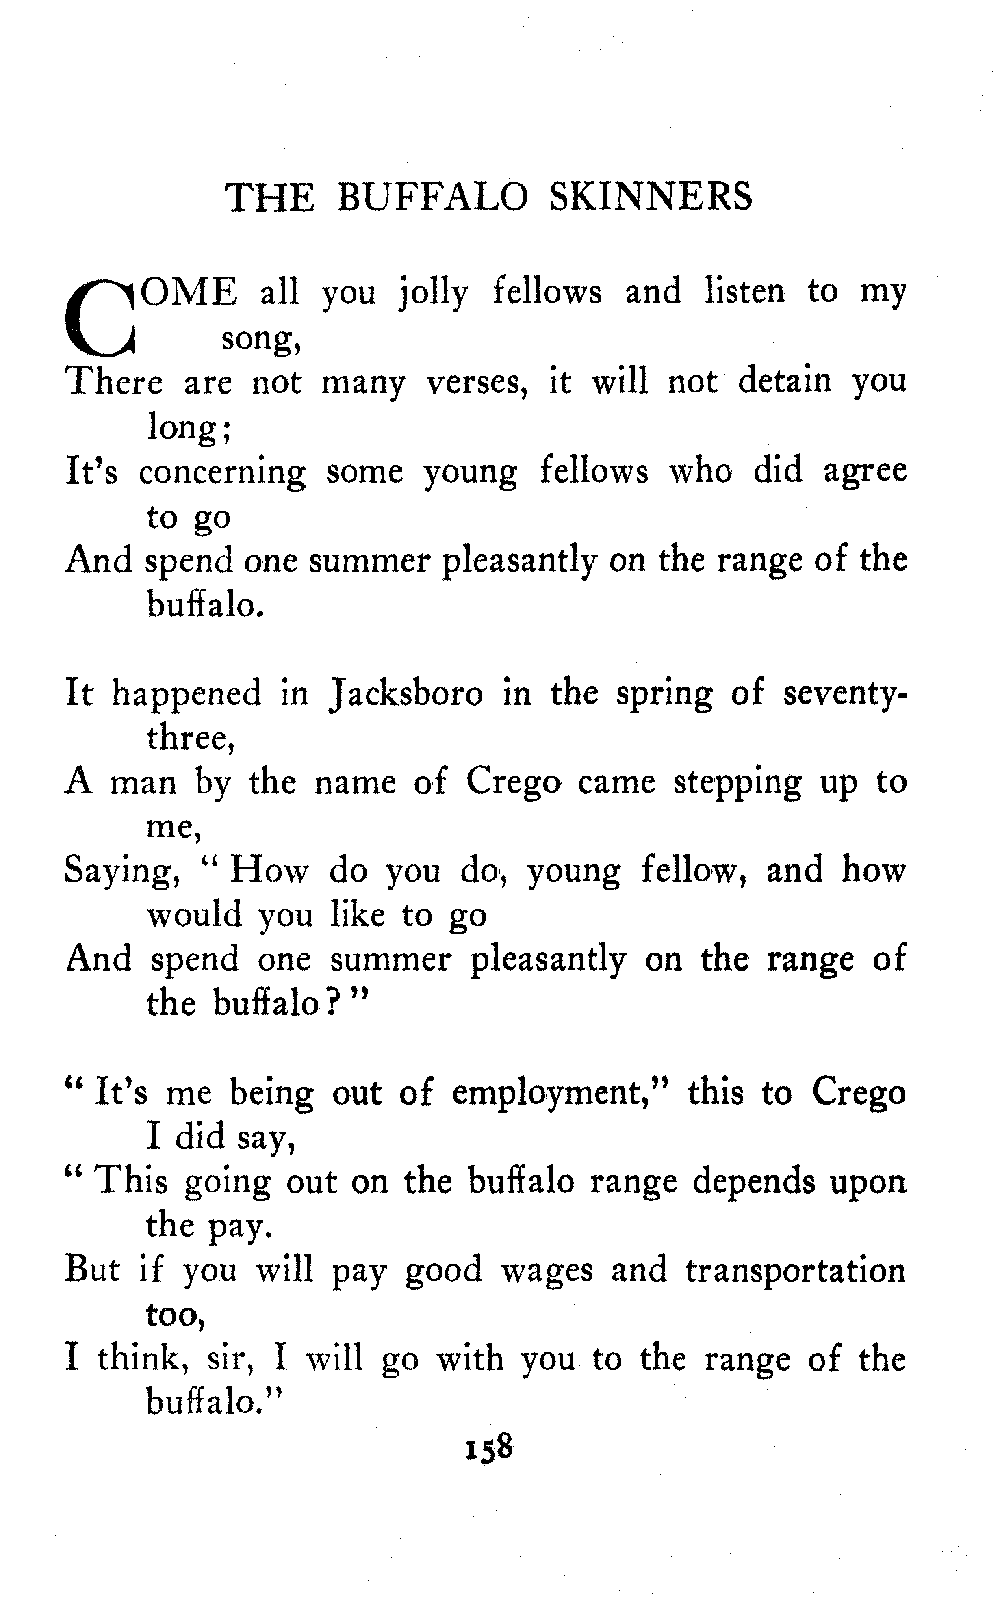 THE BUFFALO SKINNERS
COME all you jolly fellows and listen to my
song,
There are not many verses, it will not detain you
long;
It's concerning some young fellows who did agree
to go
And spend one summer pleasantly on the range of the
buffalo.
It happened in Jacksboro in the spring of seventy-
three,
A man by the name of Crego came stepping up to
me,
Saying, " How do you do, young fellow, and how
would you like to go
And spend one summer pleasantly on the range of
the buffalo? "
" It's me being out of employment," this to Crego
I did say,
" This going out on the buffalo range depends upon
the pay.
But if you will pay good wages and transportation
too,
I think, sir, I will go with you to the range of the
buffalo."
158